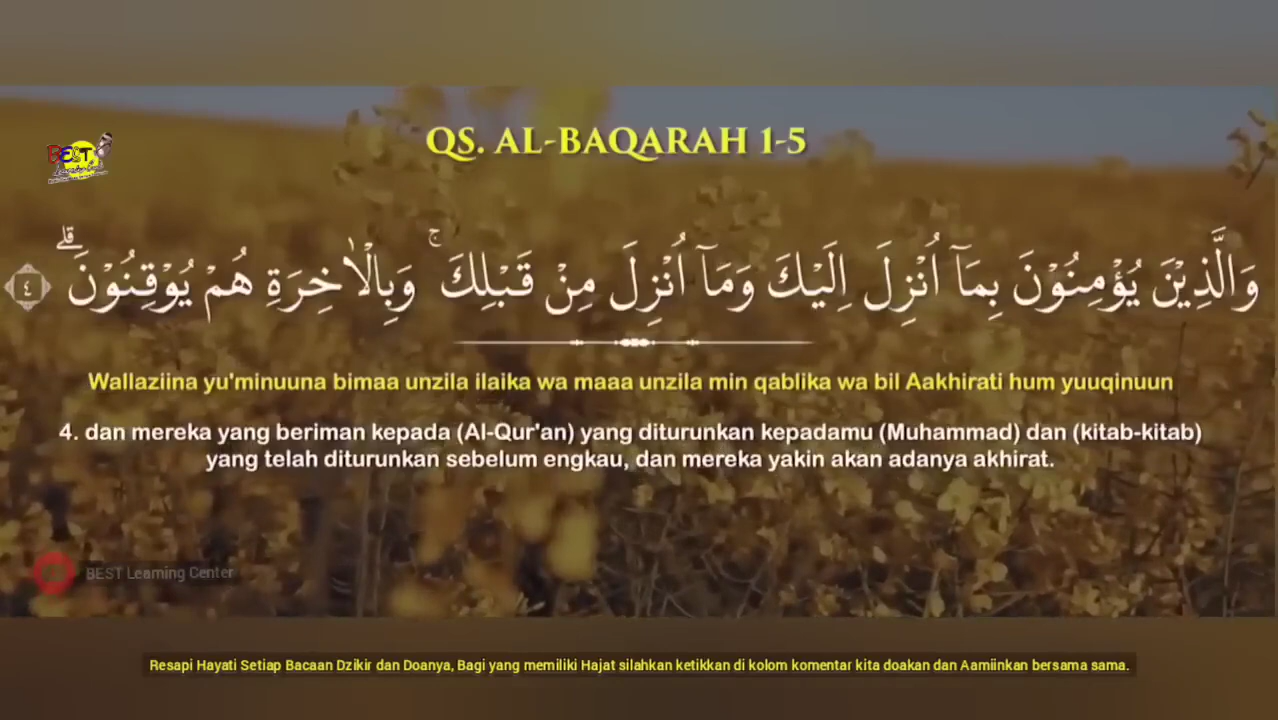 BEST
QS. AL-BAQARAH 1-5
وَالَّذِيْنَ يُؤْمِنُوْنَ بِمَآ اُنْزِلَ اِلَيْكَ وَمَآ اُنْزِلَ مِنْ قَبْلِكَ ۚ وَبِالْاٰخِرَةِ هُمْ يُوْقِنُوْنَۗ ٤
Wallaziina yu'minuuna bimaa unzila ilaika wa maaa unzila min qablika wa bil Aakhirati hum yuuqinuun
4. dan mereka yang beriman kepada (Al-Qur'an) yang diturunkan kepadamu (Muhammad) dan (kitab-kitab)
yang telah diturunkan sebelum engkau, dan mereka yakin akan adanya akhirat.
BEST Learning Center
Resapi Hayati Setiap Bacaan Dzikir dan Doanya, Bagi yang memiliki Hajat silahkan ketikkan di kolom komentar kita doakan dan Aamiinkan bersama sama.